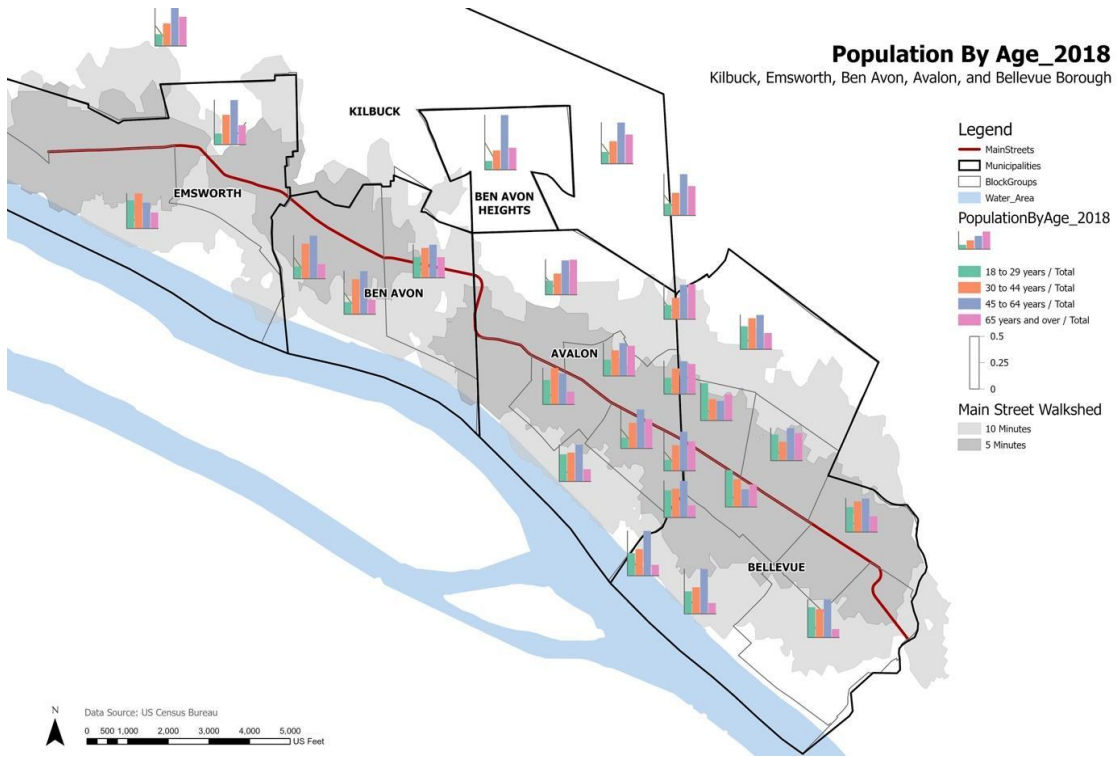 Population By Age_2018
Kilbuck, Emsworth, Ben Avon, Avalon, and Bellevue Borough
KILBUCK
EMSWORTH
BEN AVON
HEIGHTS
BEN AVON
AVALON
BELLEVUE
Legend
MainStreets
Municipalities
BlockGroups
Water_Area
PopulationByAge_2018
18 to 29 years / Total
30 to 44 years / Total
45 to 64 years / Total
65 years and over / Total
0.5
0.25
0
Main Street Walkshed
10 Minutes
5 Minutes
N
Data Source: US Census Bureau
0 500 1,000 2,000 3,000 4,000 5,000
US Feet